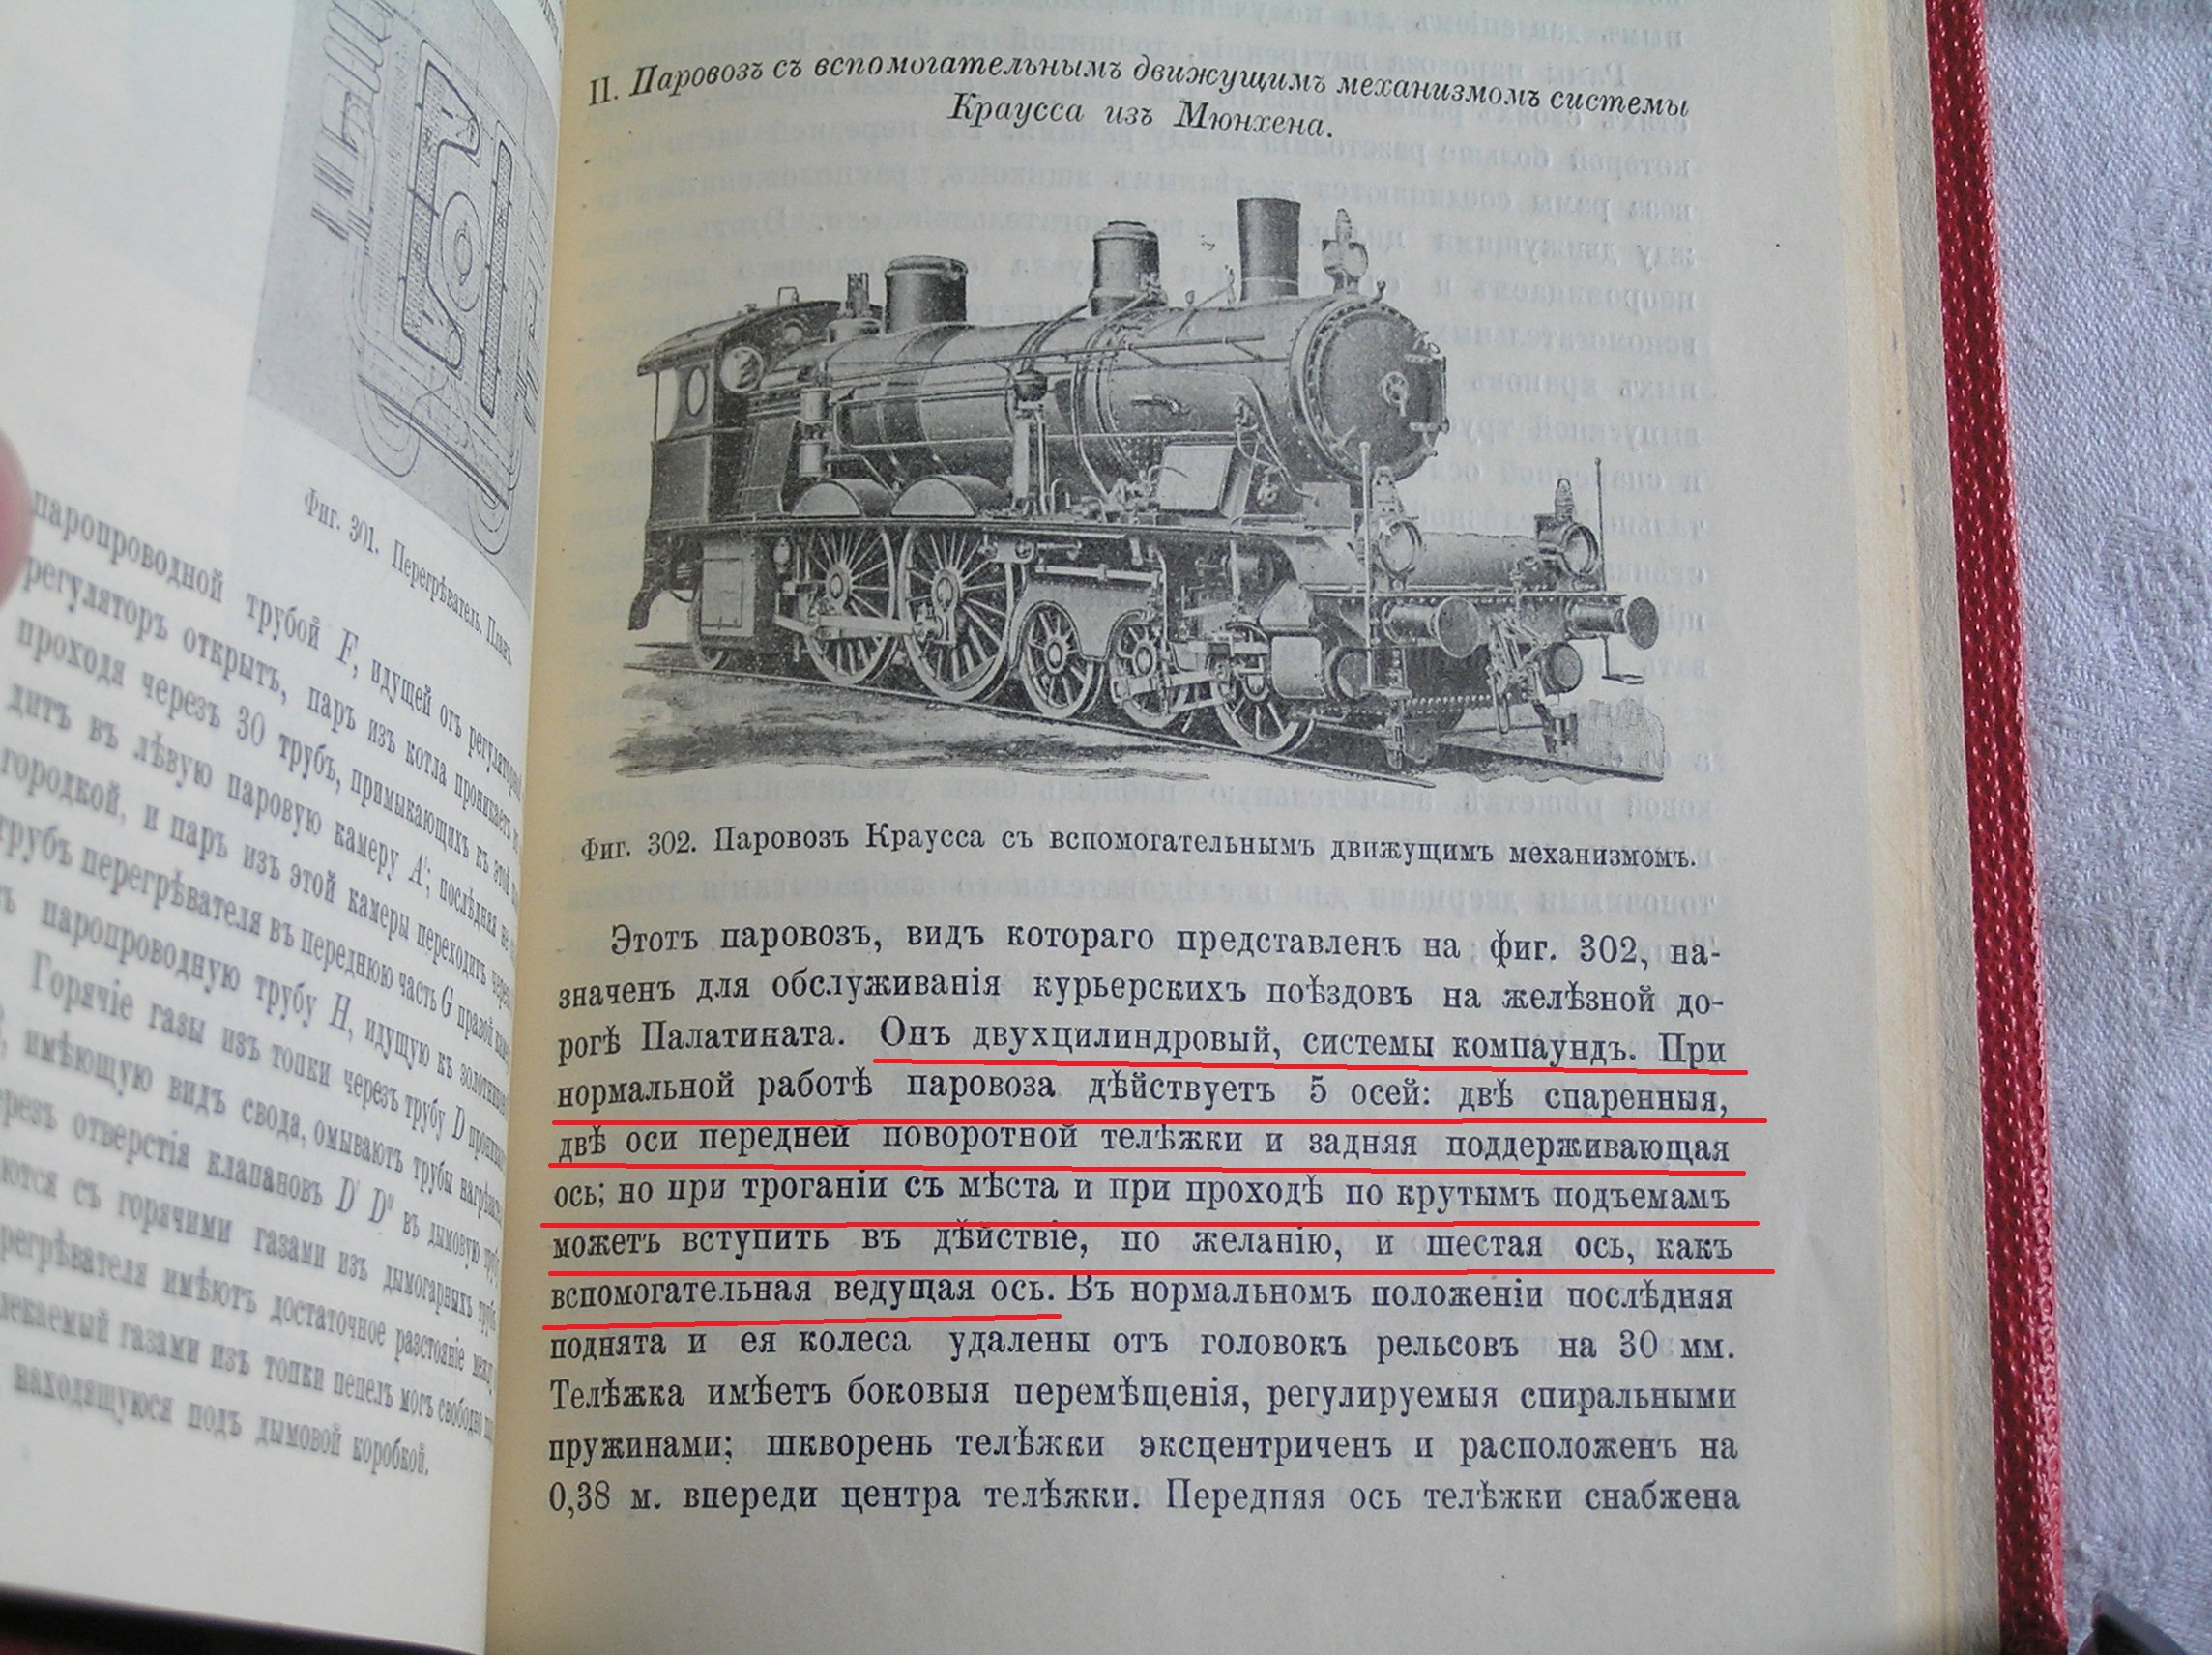 Фиг. 301. Перегрѣватель. Планъ
паропроводной трубой F, идущей отъ
регуляторъ открытъ, паръ изъ котла проникаетъ
проходя черезъ 30 трубъ, примыкающихъ къ этой
дитъ въ лѣвую паровую камеру A'; послѣдняя
городкой, и паръ изъ этой камеры переходитъ
трубъ перегрѣвателя въ переднюю часть G правой
паропроводную трубу H, идущую къ
Горячіе газы изъ топки черезъ трубу D
имѣющую видъ свода, омываютъ трубы
отверстія клапановъ D' D" въ дымовую
съ горячими газами изъ дымогарныхъ трубъ
имѣютъ достаточное разстояніе
газами изъ топки пепелъ могъ свободно
находящуюся подъ дымовой коробкой.
II. Паровозъ съ вспомогательнымъ движущимъ механизмомъ системы
Краусса изъ Мюнхена.
Фиг. 302. Паровозъ Краусса съ вспомогательнымъ движущимъ механизмомъ.
Этотъ паровозъ, видъ котораго представленъ на фиг. 302, на-
значенъ для обслуживанія курьерскихъ поѣздовъ на желѣзной до-
рогѣ Палатината. Онъ двухцилиндровый, системы компаундъ. При
нормальной работѣ паровоза дѣйствуетъ 5 осей: двѣ спаренныя,
двѣ оси передней поворотной телѣжки и задняя поддерживающая
ось; но при троганіи съ мѣста и при проходѣ по крутымъ подъемамъ
можетъ вступить въ дѣйствіе, по желанію, и шестая ось, какъ
вспомогательная ведущая ось. Въ нормальномъ положеніи послѣдняя
поднята и ея колеса удалены отъ головокъ рельсовъ на 30 мм.
Телѣжка имѣетъ боковыя перемѣщенія, регулируемыя спиральными
пружинами; шкворень телѣжки эксцентриченъ и расположенъ на
0,38 м. впереди центра телѣжки. Передняя ось телѣжки снабжена